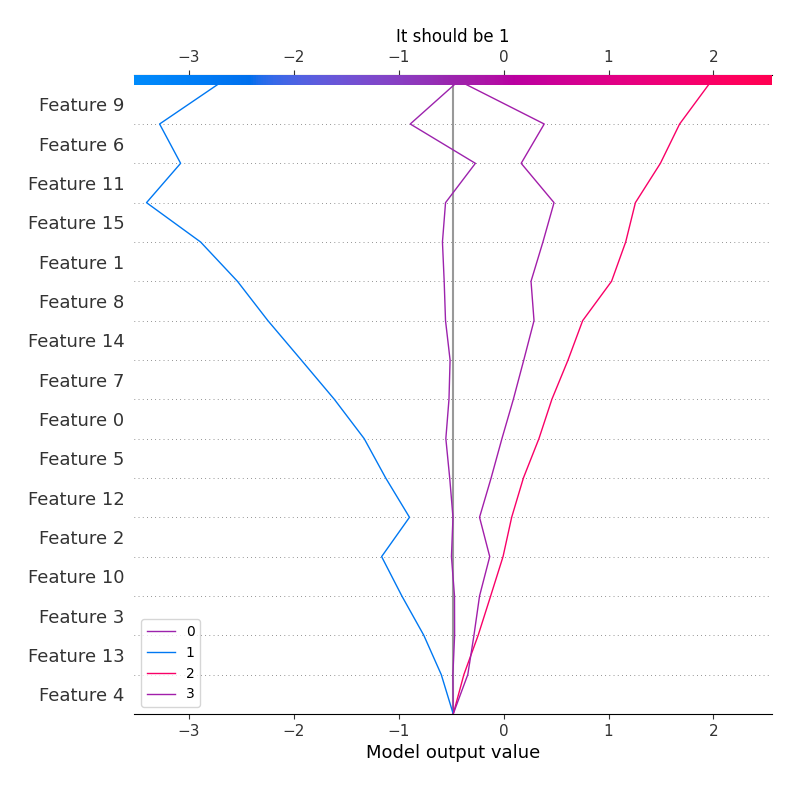 It should be 1
−3 −2 −1 0 1 2
Feature 9
Feature 6
Feature 11
Feature 15
Feature 1
Feature 8
Feature 14
Feature 7
Feature 0
Feature 5
Feature 12
Feature 2
Feature 10
Feature 3
Feature 13
Feature 4
0
1
2
3
−3 −2 −1 0 1 2
Model output value